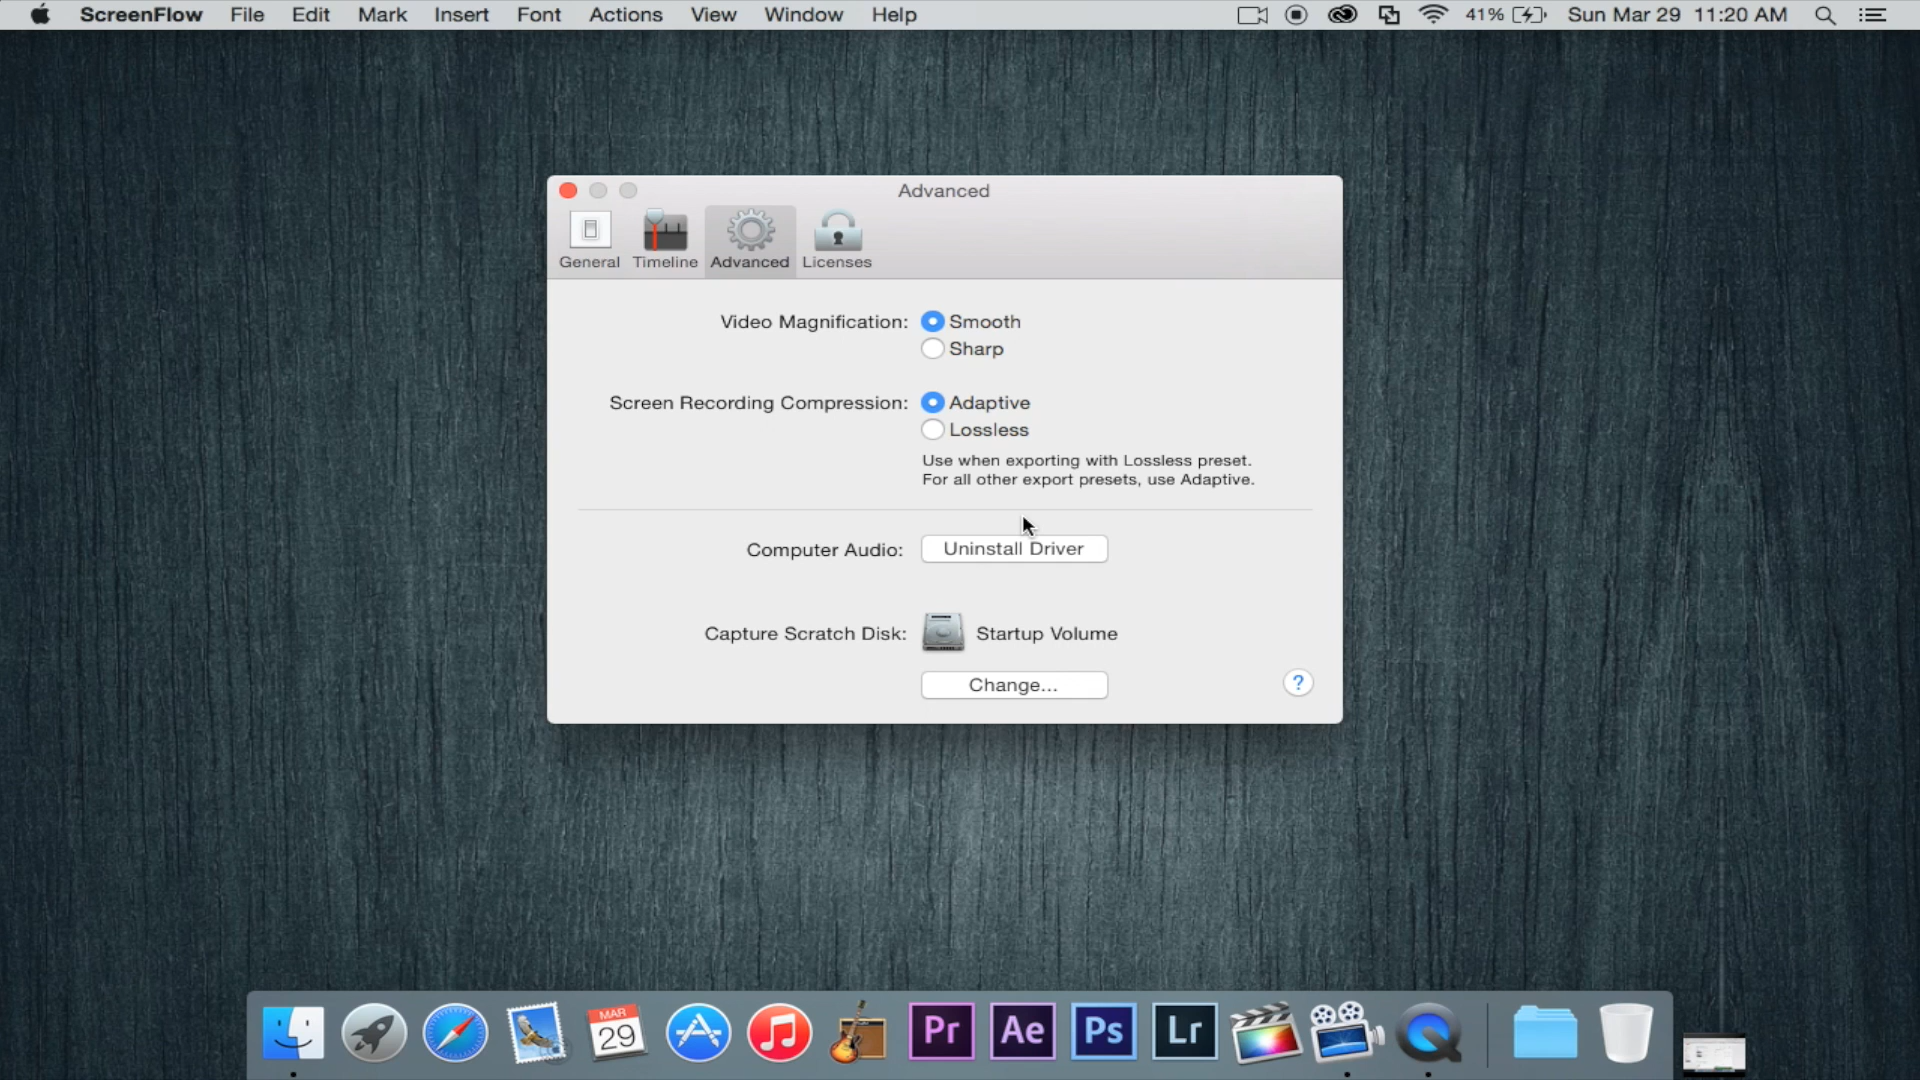 ScreenFlow File Edit Mark Insert Font Actions View Window Help 41% Sun Mar 29 11:20 AM
Advanced
General Timeline Advanced Licenses
Video Magnification: Smooth
Sharp
Screen Recording Compression: Adaptive
Lossless
Use when exporting with Lossless preset.
For all other export presets, use Adaptive.
Computer Audio: Uninstall Driver
Capture Scratch Disk: Startup Volume
Change...
?
MAR
29
Pr Ae Ps Lr